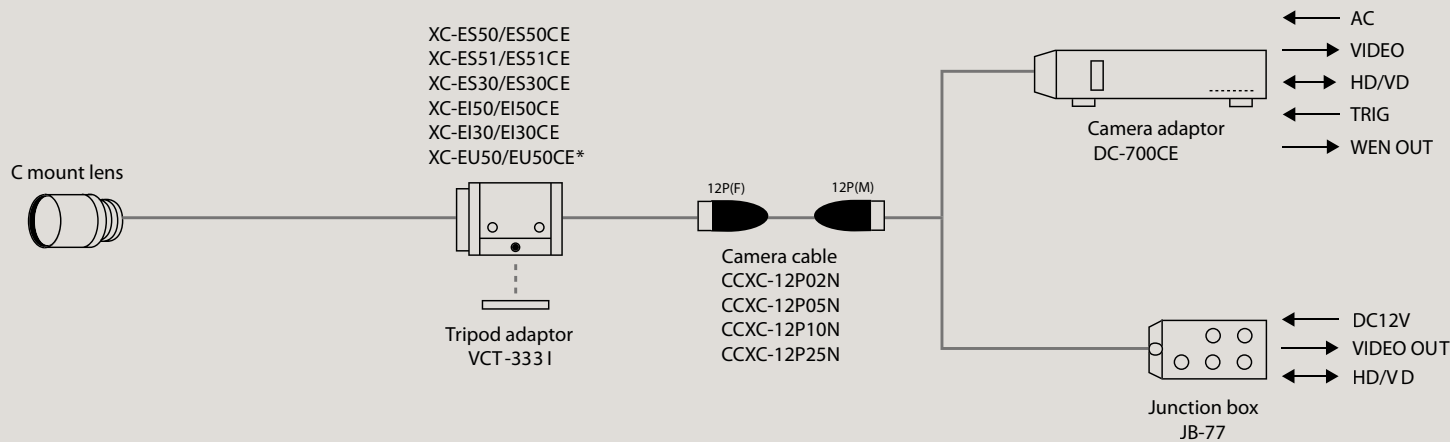 C mount lens
XC-ES50/ES50CE
XC-ES51/ES51CE
XC-ES30/ES30CE
XC-EI50/EI50CE
XC-EI30/EI30CE
XC-EU50/EU50CE*
Tripod adaptor
VCT-333 I
12P(F)
12P(M)
Camera cable
CCXC-12P02N
CCXC-12P05N
CCXC-12P10N
CCXC-12P25N
Camera adaptor
DC-700CE
AC
VIDEO
HD/VD
TRIG
WEN OUT
Junction box
JB-77
DC12V
VIDEO OUT
HD/V D